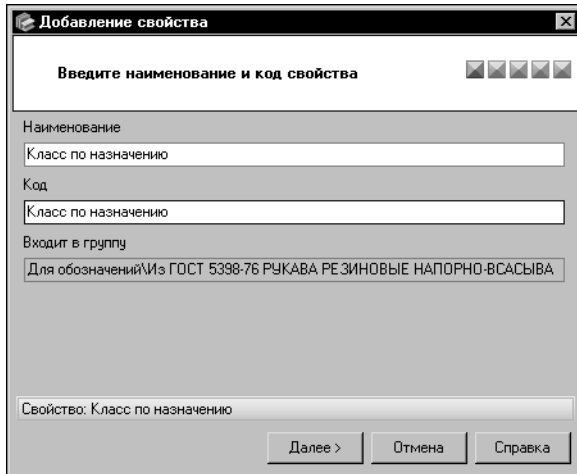 Добавление свойства
Введите наименование и код свойства
Наименование
Класс по назначению
Код
Класс по назначению
Входит в группу
Для обозначений\Из ГОСТ 5398-76 РУКАВА РЕЗИНОВЫЕ НАПОРНО-ВСАСЫВА
Свойство: Класс по назначению
Далее > Отмена Справка